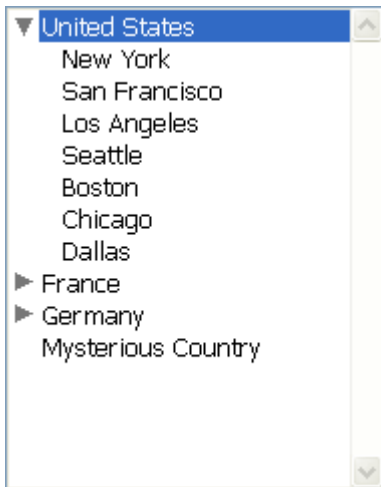 United States
New York
San Francisco
Los Angeles
Seattle
Boston
Chicago
Dallas
France
Germany
Mysterious Country